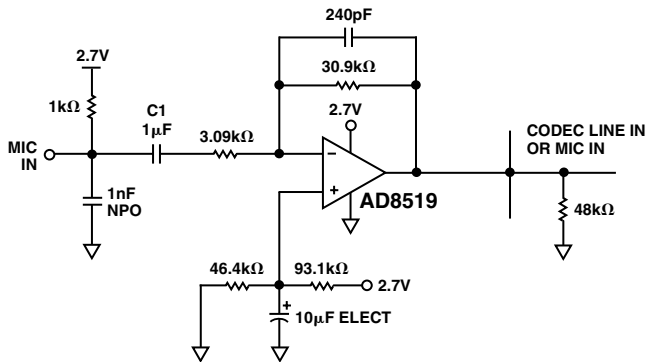 240pF
2.7V
30.9kΩ
1kΩ
C1
1μF
3.09kΩ
2.7V
MIC
IN
−
+
AD8519
CODEC LINE IN
OR MIC IN
1nF
NPO
48kΩ
46.4kΩ
93.1kΩ
2.7V
+
10μF ELECT